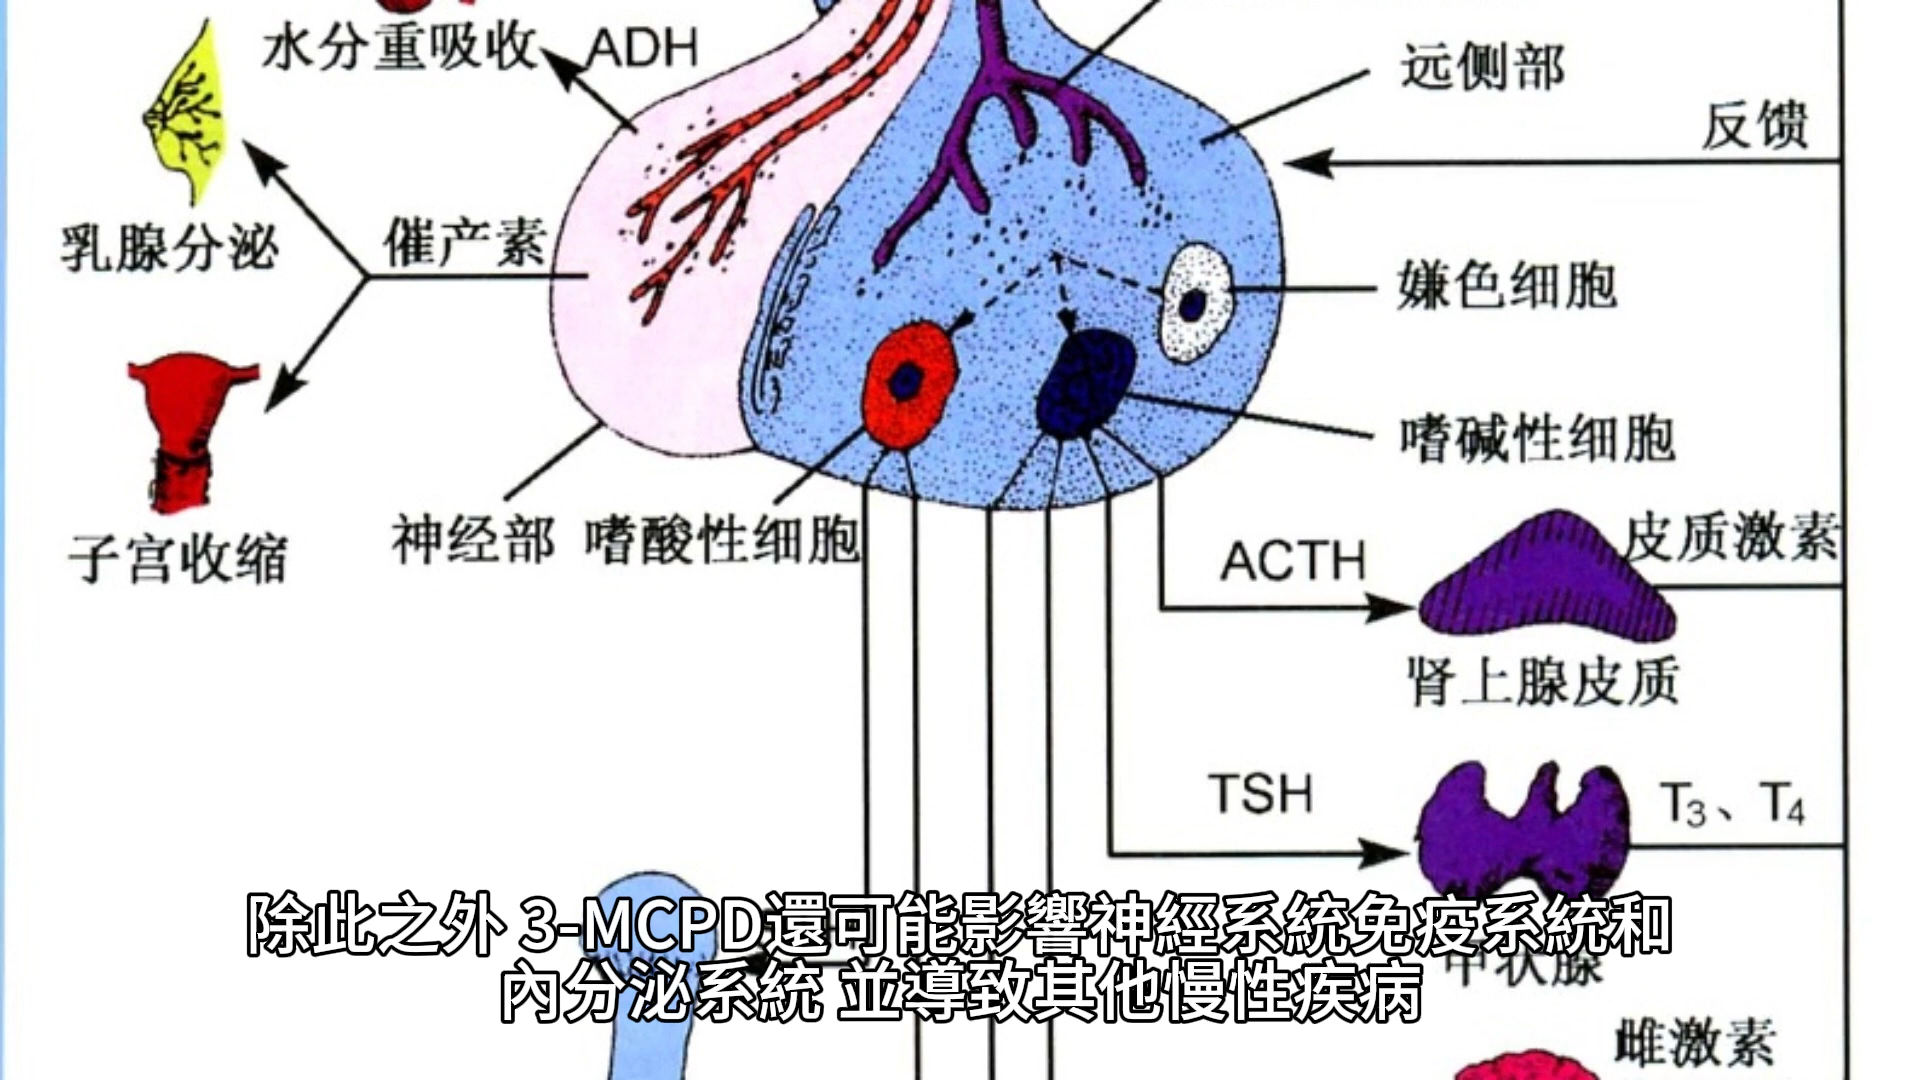 水分重吸收
ADH
远侧部
反馈
乳腺分泌
催产素
嫌色细胞
嗜碱性细胞
子宫收缩
神经部
嗜酸性细胞
ACTH
皮质激素
肾上腺皮质
TSH
T3、T4
甲状腺
除此之外 3-MCPD還可能影響神經系統免疫系統和
內分泌系統 並導致其他慢性疾病
雌激素